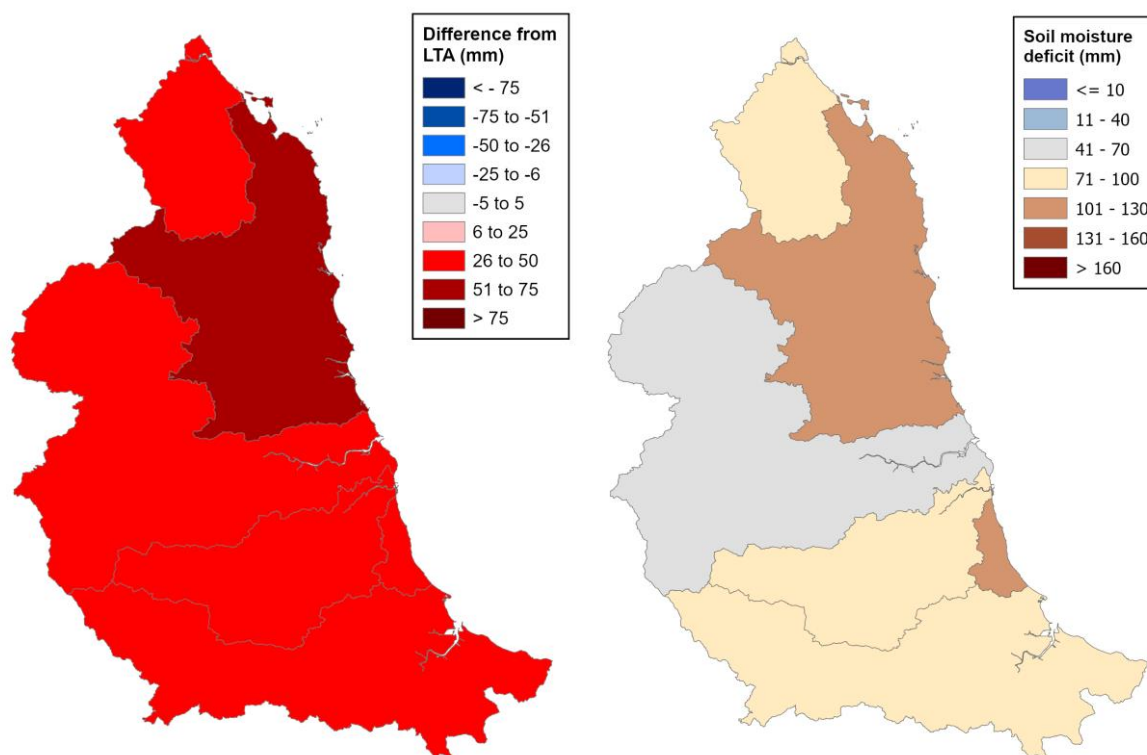 Difference from
LTA (mm)
< - 75
-75 to -51
-50 to -26
-25 to -6
-5 to 5
6 to 25
26 to 50
51 to 75
> 75
Soil moisture
deficit (mm)
<= 10
11 - 40
41 - 70
71 - 100
101 - 130
131 - 160
> 160